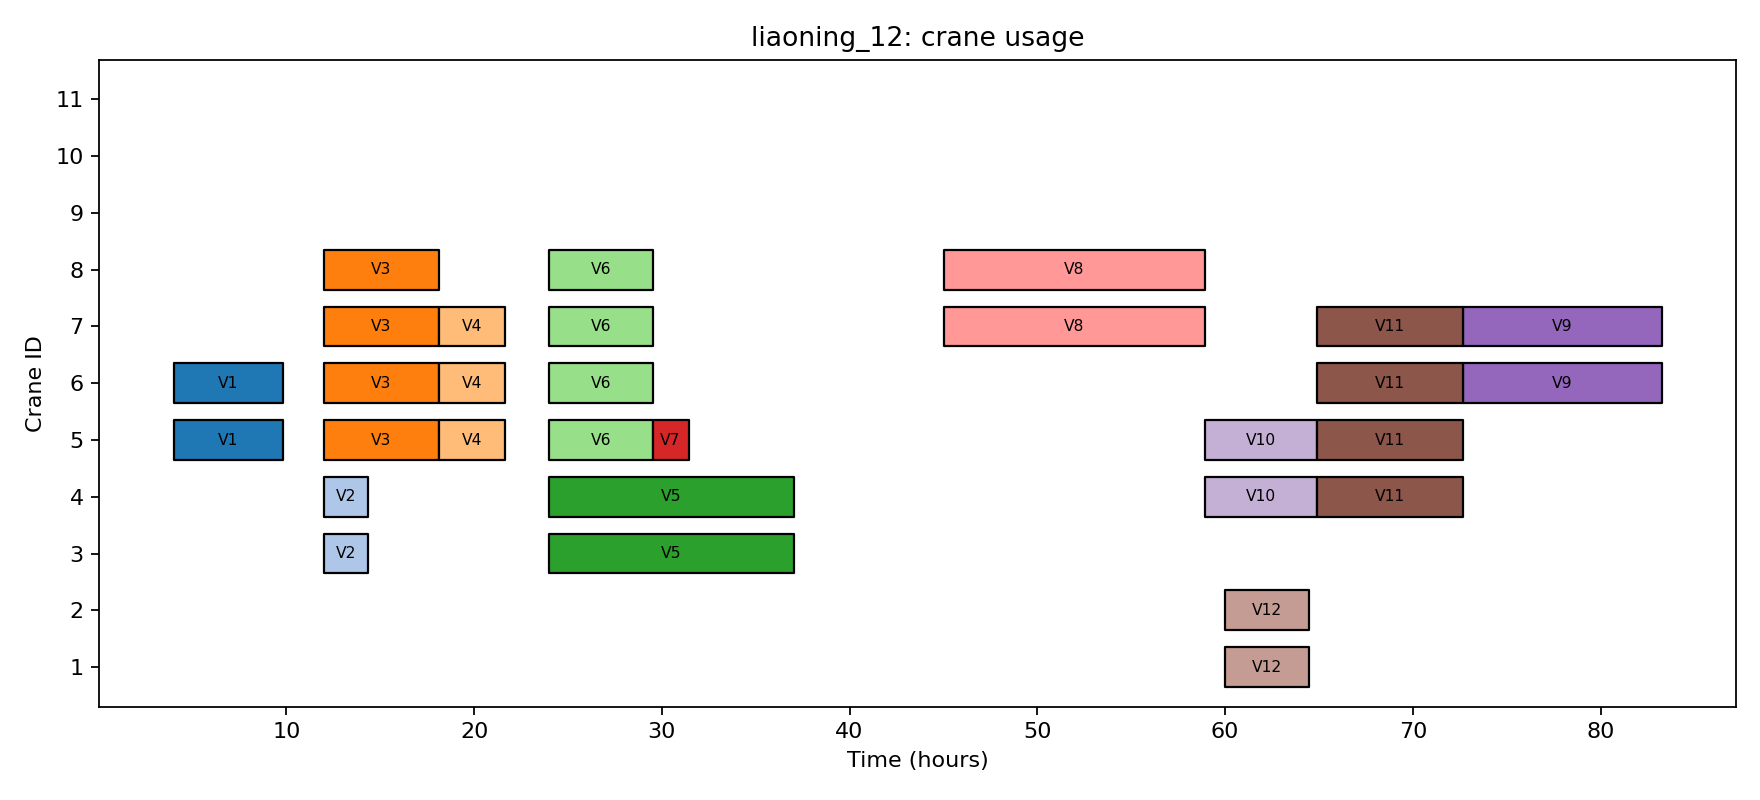 liaoning_12: crane usage
11
10
9
8 V3 V6 V8
7 V3 V4 V6 V8 V11 V9
6 V1 V3 V4 V6 V11 V9
5 V1 V3 V4 V6 V7 V10 V11
4 V2 V5 V10 V11
3 V2 V5
2 V12
1 V12
Crane ID
10 20 30 40 50 60 70 80
Time (hours)